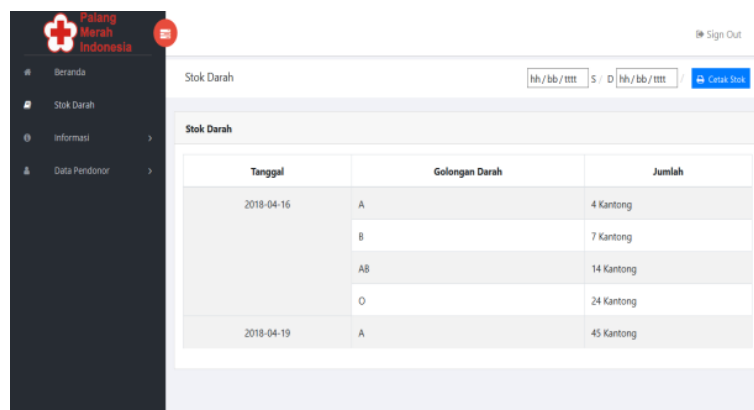 Palang
Merah
Indonesia
Sign Out
Beranda
Stok Darah
Informasi
Data Pendonor
Stok Darah
hh/bb/tttt S / D hh/bb/tttt / Cetak Stok
Stok Darah
Tanggal Golongan Darah Jumlah
2018-04-16 A 4 Kantong
B 7 Kantong
AB 14 Kantong
O 24 Kantong
2018-04-19 A 45 Kantong